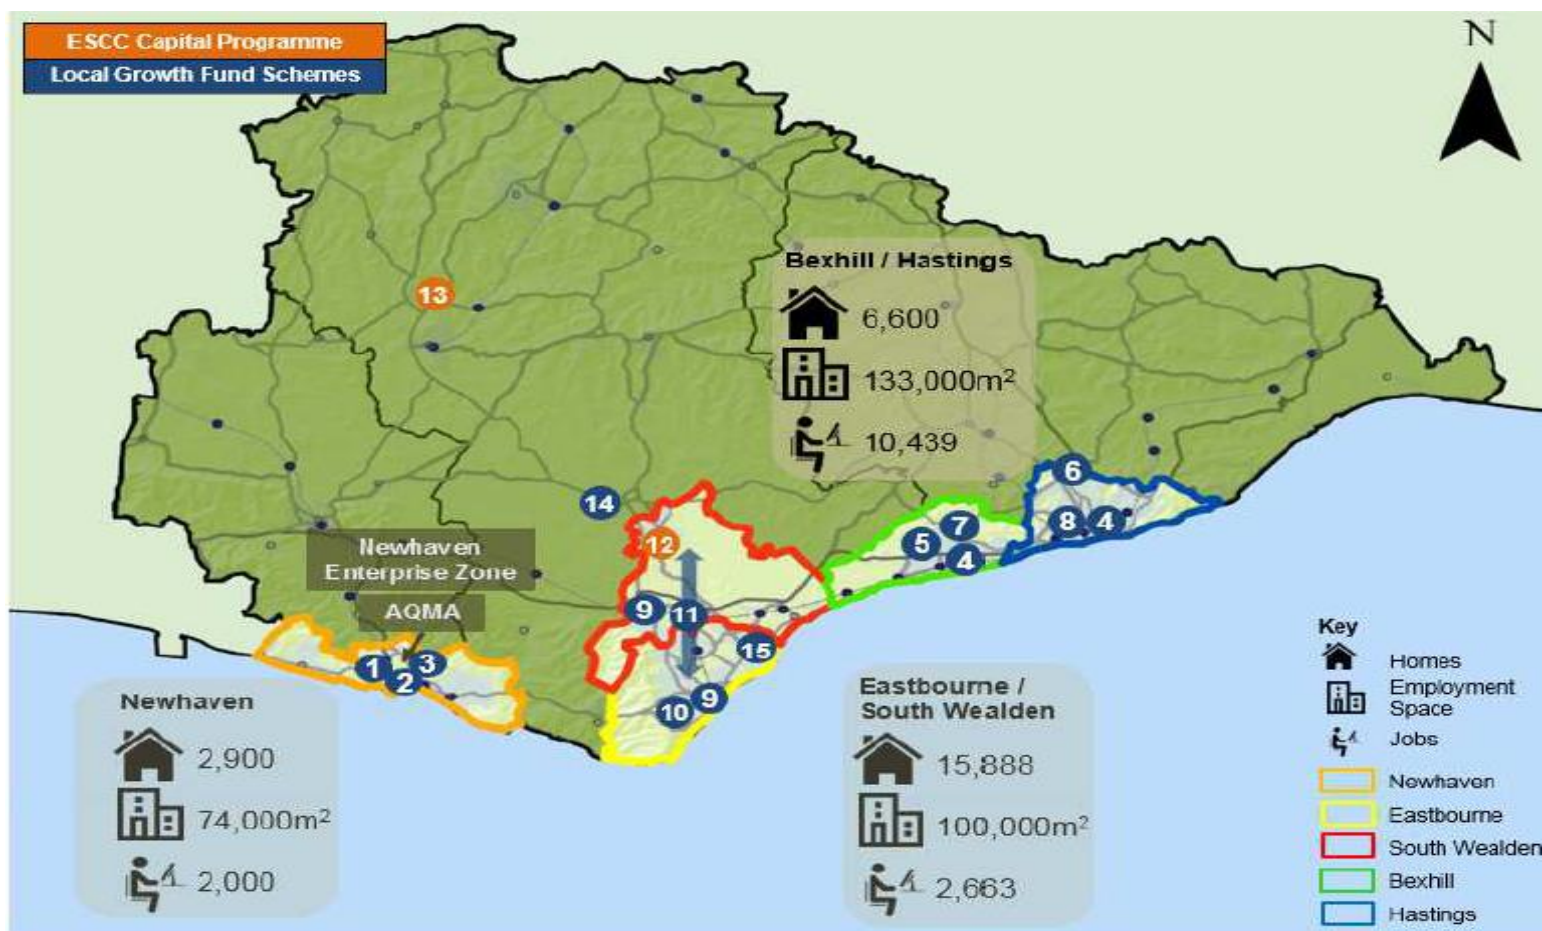 ESCC Capital Programme
Local Growth Fund Schemes
N
13
Bexhill / Hastings
6,600
133,000m²
10,439
14
12
6
7
8
4
5
4
Newhaven
Enterprise Zone
AQMA
9
11
15
1
3
2
10
9
Newhaven
2,900
74,000m²
2,000
Eastbourne /
South Wealden
15,888
100,000m²
2,663
Key
Homes
Employment
Space
Jobs
Newhaven
Eastbourne
South Wealden
Bexhill
Hastings